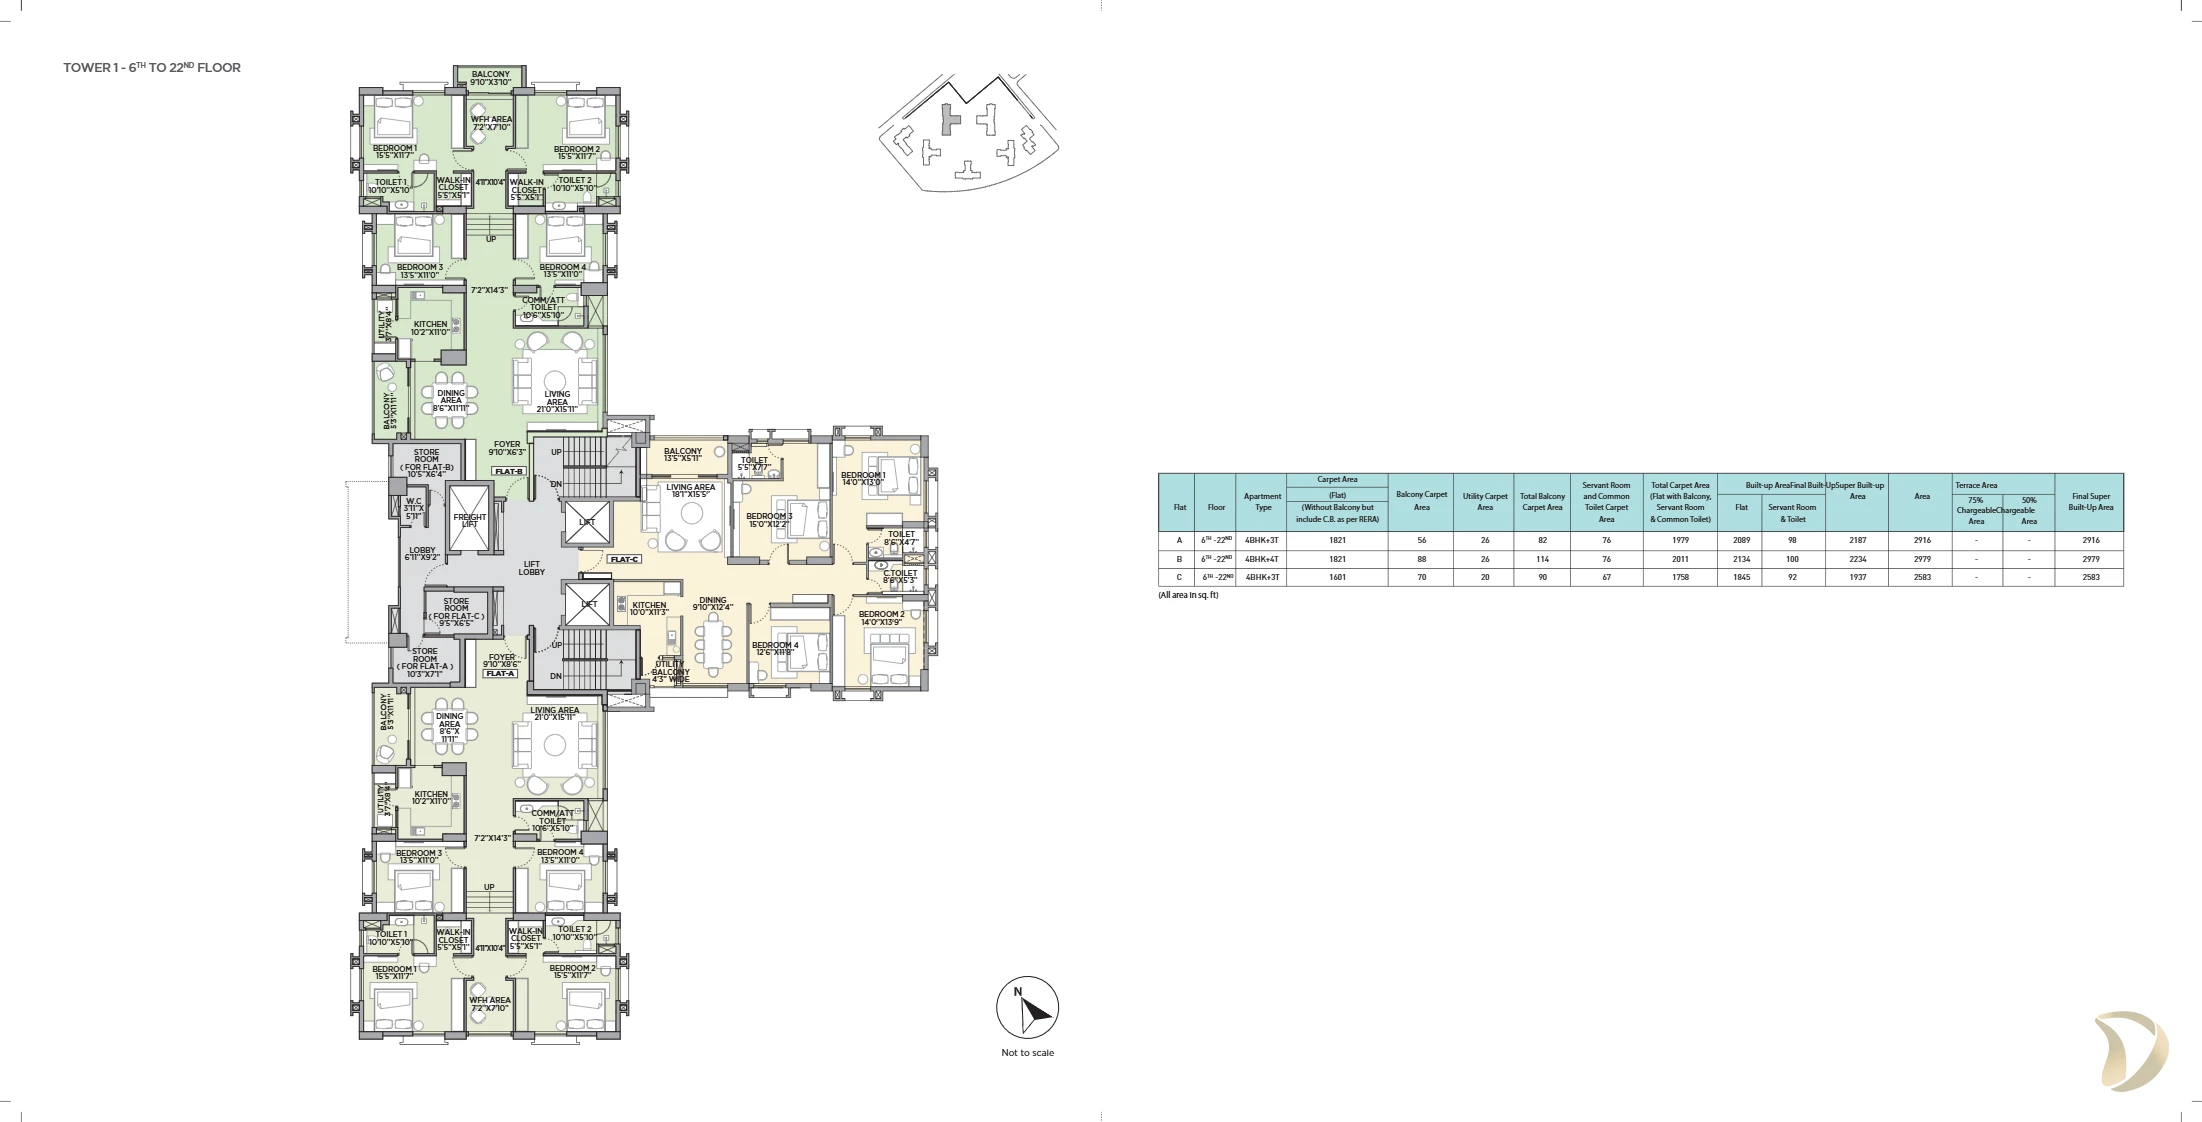 TOWER 1 - 6TH TO 22ND FLOOR
BALCONY
9'10"X3'10"
WFH AREA
7'2"X7'10"
BEDROOM 1
15'5"X11'7"
BEDROOM 2
15'5"X11'7"
TOILET 1
10'10"X5'10"
WALK-IN
CLOSET
5'5"X5'1"
4'11"X10'4"
WALK-IN
CLOSET
5'5"X5'1"
TOILET 2
10'10"X5'10"
UP
BEDROOM 3
13'5"X11'0"
BEDROOM 4
13'5"X11'0"
7'2"X14'3"
COMM/ATT
TOILET
10'6"X5'10"
UTILITY
3'7"X8'4"
KITCHEN
10'2"X11'0"
BALCONY
5'3"X11'11"
DINING
AREA
8'6"X11'11"
LIVING
AREA
21'0"X15'11"
FOYER
9'10"X6'3"
FLAT-B
STORE
ROOM
( FOR FLAT-B)
10'5"X6'4"
W.C
3'11"X
5'11"
FREIGHT
LIFT
LOBBY
6'11"X9'2"
LIFT
LOBBY
UP
DN
LIFT
LIFT
UP
DN
STORE
ROOM
( FOR FLAT-C )
9'5"X6'5"
STORE
ROOM
( FOR FLAT-A )
10'3"X7'1"
FOYER
9'10"X8'6"
FLAT-A
BALCONY
13'5"X5'11"
LIVING AREA
18'1"X15'5"
FLAT-C
TOILET
5'5"X7'7"
BEDROOM 3
15'0"X12'2"
BEDROOM 1
14'0"X13'0"
TOILET
8'6"X4'7"
C.TOILET
8'6"X5'3"
KITCHEN
10'0"X11'3"
DINING
9'10"X12'4"
BEDROOM 4
12'6"X11'8"
BEDROOM 2
14'0"X13'9"
UTILITY
BALCONY
4'3" WIDE
BALCONY
5'3"X11'11"
DINING
AREA
8'6"X
11'11"
LIVING AREA
21'0"X15'11"
UTILITY
3'7"X8'4"
KITCHEN
10'2"X11'0"
COMM/ATT
TOILET
10'6"X5'10"
7'2"X14'3"
BEDROOM 3
13'5"X11'0"
BEDROOM 4
13'5"X11'0"
UP
TOILET 1
10'10"X5'10"
WALK-IN
CLOSET
5'5"X5'1"
4'11"X10'4"
WALK-IN
CLOSET
5'5"X5'1"
TOILET 2
10'10"X5'10"
BEDROOM 1
15'5"X11'7"
BEDROOM 2
15'5"X11'7"
WFH AREA
7'2"X7'10"
N
Not to scale
Flat Floor Apartment Type Carpet Area (Flat) (Without Balcony but include C.B. as per RERA) Balcony Carpet Area Utility Carpet Area Total Balcony Carpet Area Servant Room and Common Toilet Carpet Area Total Carpet Area (Flat with Balcony, Servant Room & Common Toilet) Built-up Area Flat Servant Room & Toilet Final Built-Up Area Super Built-up Area Terrace Area 75% Chargeable Area 50% Chargeable Area Final Super Built-Up Area
A 6TH -22ND 4BHK+3T 1821 56 26 82 76 1979 2089 98 2187 2916 - - 2916
B 6TH -22ND 4BHK+4T 1821 88 26 114 76 2011 2134 100 2234 2979 - - 2979
C 6TH -22ND 4BHK+3T 1601 70 20 90 67 1758 1845 92 1937 2583 - - 2583
(All area in sq. ft)